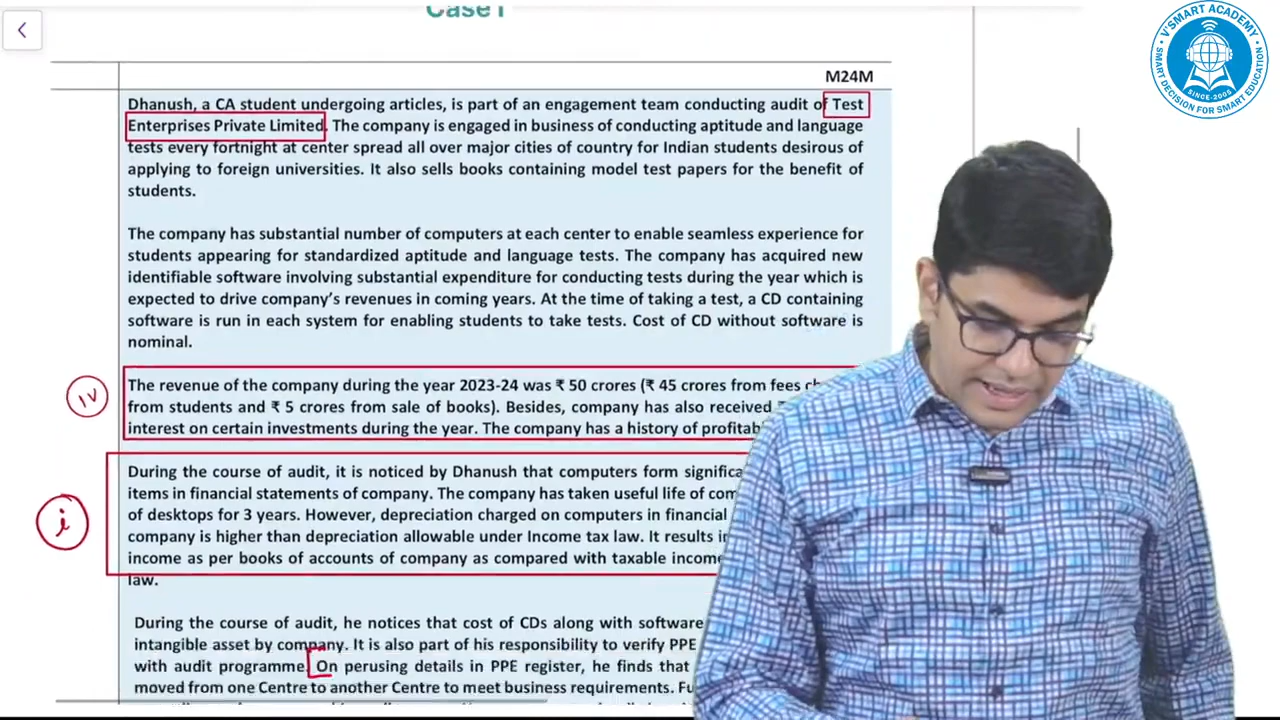 Case I
M24M
Dhanush, a CA student undergoing articles, is part of an engagement team conducting audit of Test
Enterprises Private Limited. The company is engaged in business of conducting aptitude and language
tests every fortnight at center spread all over major cities of country for Indian students desirous of
applying to foreign universities. It also sells books containing model test papers for the benefit of
students.
The company has substantial number of computers at each center to enable seamless experience for
students appearing for standardized aptitude and language tests. The company has acquired new
identifiable software involving substantial expenditure for conducting tests during the year which is
expected to drive company's revenues in coming years. At the time of taking a test, a CD containing
software is run in each system for enabling students to take tests. Cost of CD without software is
nominal.
iv
The revenue of the company during the year 2023-24 was ₹ 50 crores (₹ 45 crores from fees
from students and ₹ 5 crores from sale of books). Besides, company has also received
interest on certain investments during the year. The company has a history of
i
During the course of audit, it is noticed by Dhanush that computers form
items in financial statements of company. The company has taken useful life of
of desktops for 3 years. However, depreciation charged on computers in financial
company is higher than depreciation allowable under Income tax law. It results
income as per books of accounts of company as compared with taxable income
law.
During the course of audit, he notices that cost of CDs along with software
intangible asset by company. It is also part of his responsibility to verify PPE
with audit programme. On perusing details in PPE register, he finds that
moved from one Centre to another Centre to meet business requirements.
V'SMART ACADEMY
SINCE-2005
SMART DECISION FOR SMART EDUCATION